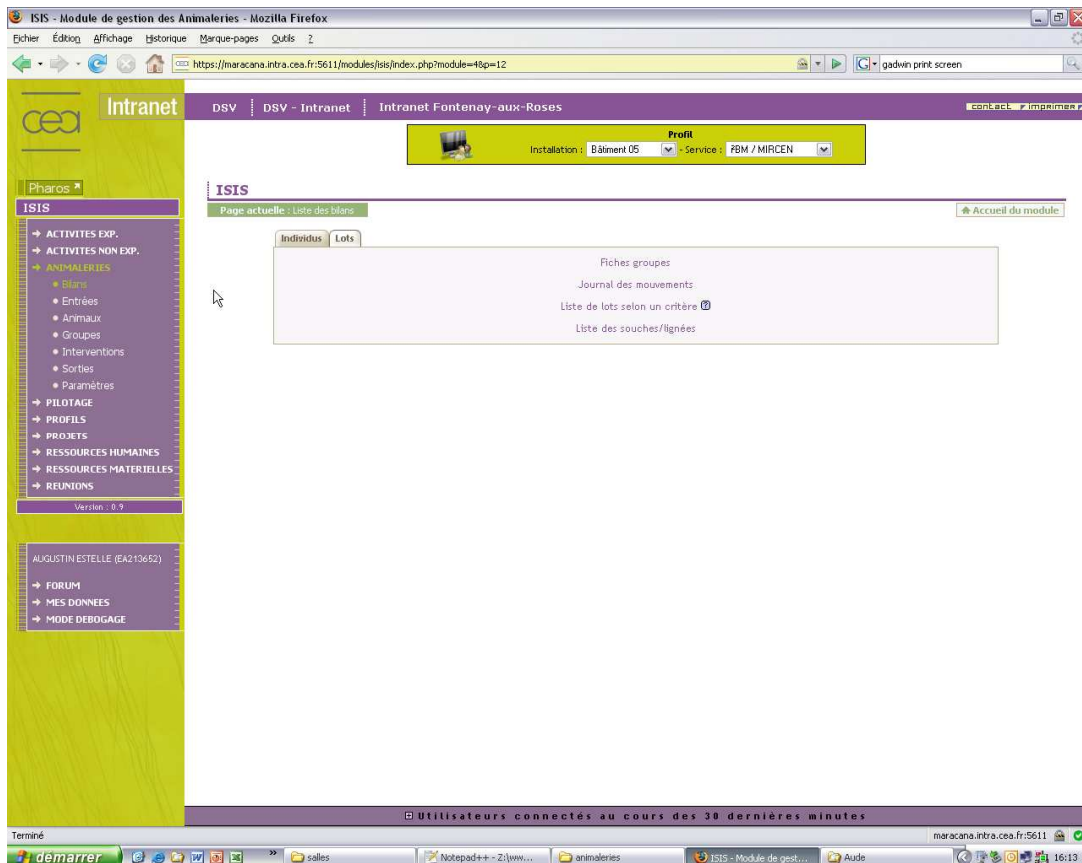 ISIS - Module de gestion des Animaleries - Mozilla Firefox
Fichier Édition Affichage Historique Marque-pages Outils ?
https://maracana.intra.cea.fr:5611/modules/isis/index.php?module=48&p=12
G gadwin print screen
cea Intranet
DSV DSV - Intranet Intranet Fontenay-aux-Roses
contact imprimer
Profil
Installation : Bâtiment 05 - Service : I²BM / MIRCEN
Pharos
ISIS
ISIS
Page actuelle : Liste des bilans
Accueil du module
Individus Lots
Fiches groupes
Journal des mouvements
Liste de lots selon un critère ?
Liste des souches/lignées
ACTIVITES EXP.
ACTIVITES NON EXP.
ANIMALERIES
Bilans
Entrées
Animaux
Groupes
Interventions
Sorties
Paramètres
PILOTAGE
PROFILS
PROJETS
RESSOURCES HUMAINES
RESSOURCES MATERIELLES
REUNIONS
Version : 0.9
AUGUSTIN ESTELLE (EA213652)
FORUM
MES DONNEES
MODE DEBOGAGE
Utilisateurs connectés au cours des 30 dernières minutes
Terminé
maracana.intra.cea.fr:5611
démarrer » salles Notepad++ - Z:\ww... animaleries ISIS - Module de gest... Aude 16:13